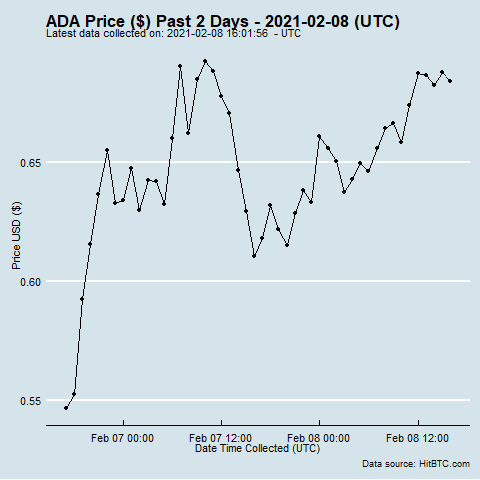 ADA Price ($) Past 2 Days - 2021-02-08 (UTC)
Latest data collected on: 2021-02-08 16:01:56  - UTC
Price USD ($)
0.65
0.60
0.55
Feb 07 00:00
Feb 07 12:00
Feb 08 00:00
Feb 08 12:00
Date Time Collected (UTC)
Data source: HitBTC.com